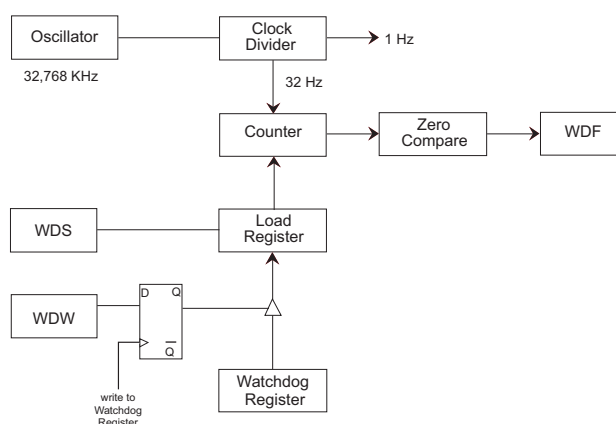 Oscillator
Clock
Divider
1 Hz
32,768 KHz
32 Hz
Counter
Zero
Compare
WDF
WDS
Load
Register
WDW
D
Q
Q
write to
Watchdog
Register
Watchdog
Register